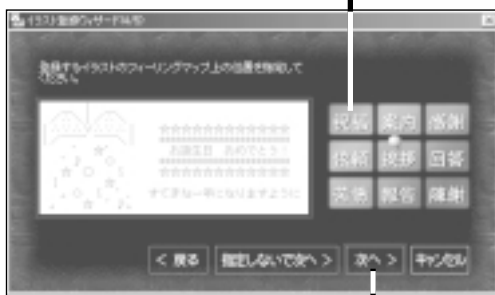 イラスト登録ウィザード(4/5)
登録するイラストのフィーリングマップ上の位置を指定して
ください。
☆☆☆☆☆☆☆☆☆☆☆☆
お誕生日 おめでとう!
☆☆☆☆☆☆☆☆☆☆☆☆
すてきな一年になりますように
祝福 案内 感謝
依頼 挨拶 回答
報告 陳謝
< 戻る 指定しないで次へ > 次へ > キャンセル